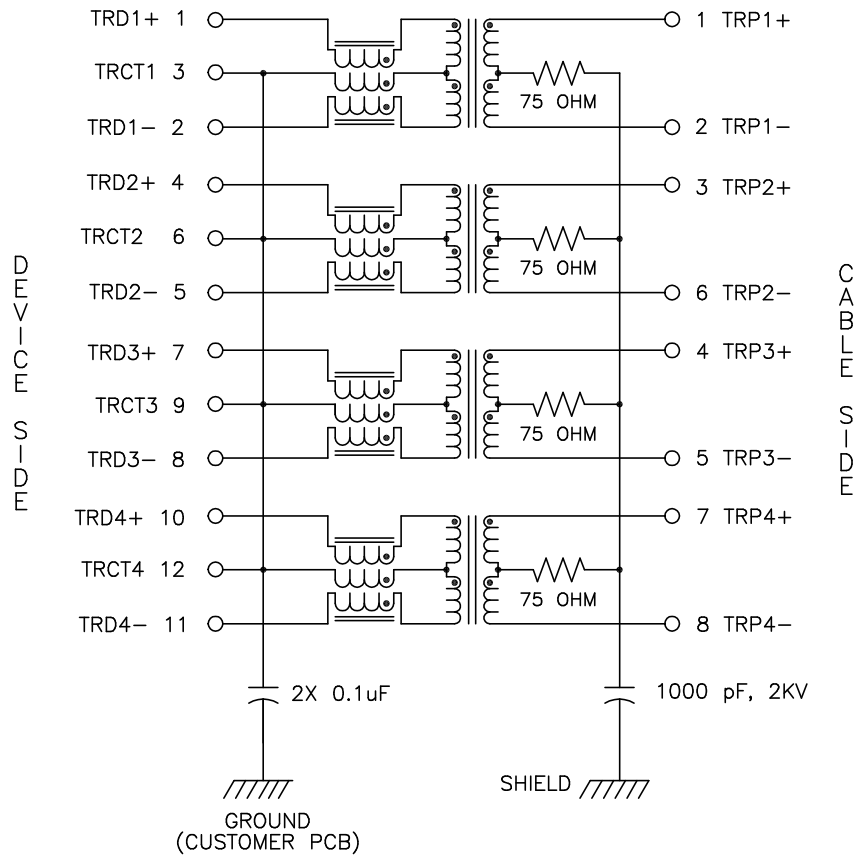 TRD1+ 1
1 TRP1+
TRCT1 3
75 OHM
TRD1- 2
2 TRP1-
TRD2+ 4
3 TRP2+
TRCT2 6
75 OHM
TRD2- 5
6 TRP2-
TRD3+ 7
4 TRP3+
TRCT3 9
75 OHM
TRD3- 8
5 TRP3-
TRD4+ 10
7 TRP4+
TRCT4 12
75 OHM
TRD4- 11
8 TRP4-
DEVICE SIDE
CABLE SIDE
2X 0.1uF
1000 pF, 2KV
SHIELD
GROUND
(CUSTOMER PCB)